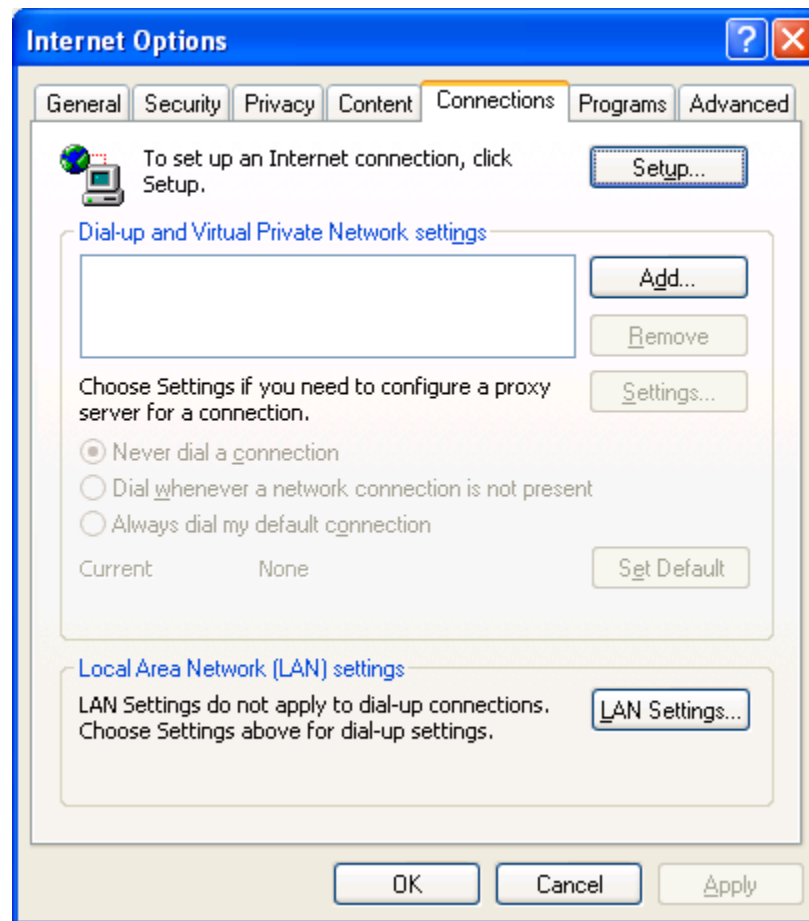 Internet Options
General Security Privacy Content Connections Programs Advanced
To set up an Internet connection, click
Setup.
Setup...
Dial-up and Virtual Private Network settings
Add...
Remove
Choose Settings if you need to configure a proxy
server for a connection.
Settings...
Never dial a connection
Dial whenever a network connection is not present
Always dial my default connection
Current None Set Default
Local Area Network (LAN) settings
LAN Settings do not apply to dial-up connections.
Choose Settings above for dial-up settings.
LAN Settings...
OK Cancel Apply